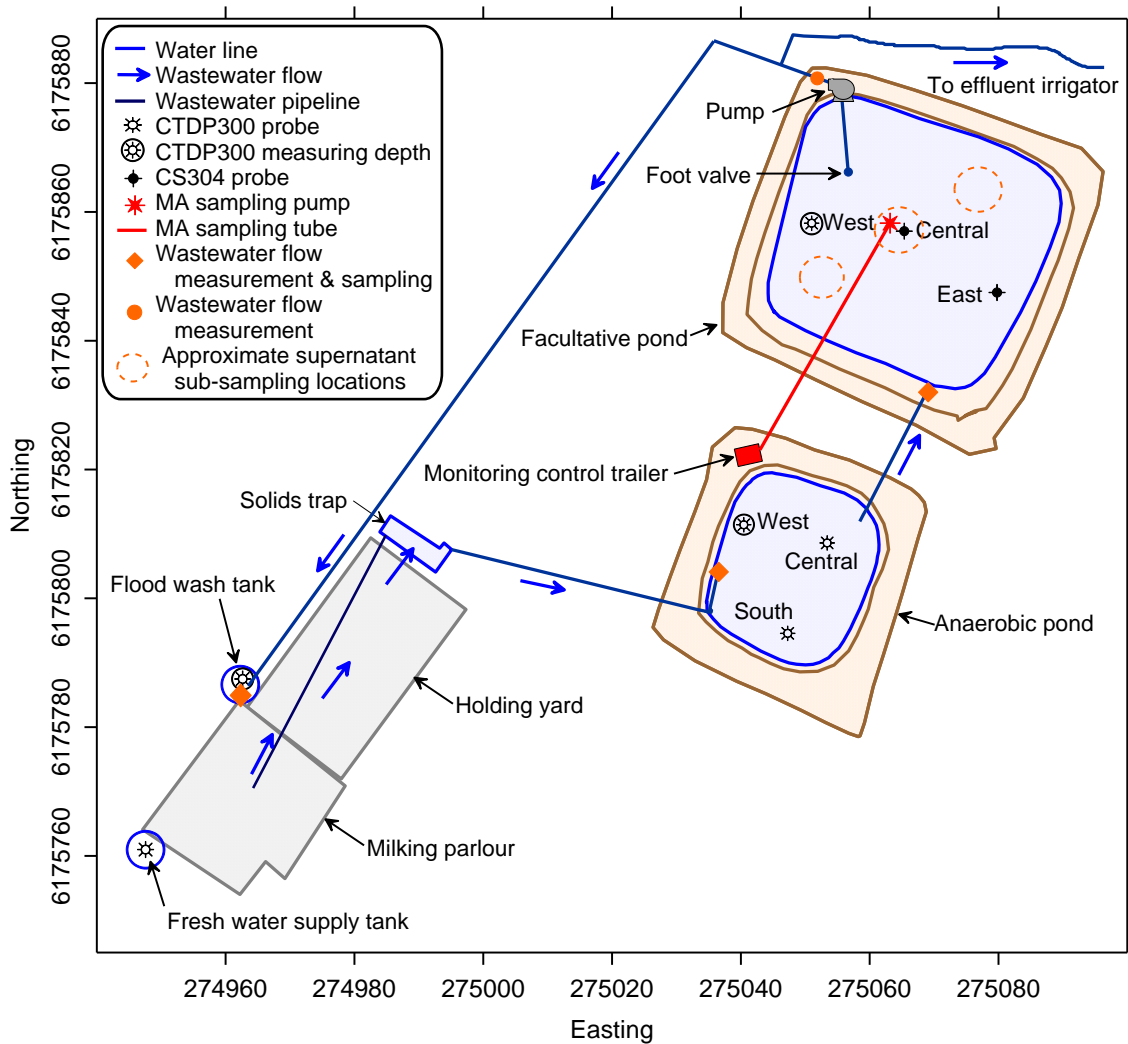 Water line
Wastewater flow
Wastewater pipeline
CTDP300 probe
CTDP300 measuring depth
CS304 probe
MA sampling pump
MA sampling tube
Wastewater flow
measurement & sampling
Wastewater flow
measurement
Approximate supernatant
sub-sampling locations
To effluent irrigator
Pump
Foot valve
West
Central
East
Facultative pond
Monitoring control trailer
Solids trap
West
Central
South
Flood wash tank
Anaerobic pond
Holding yard
Milking parlour
Fresh water supply tank
Northing
6175880
6175860
6175840
6175820
6175800
6175780
6175760
274960 274980 275000 275020 275040 275060 275080
Easting